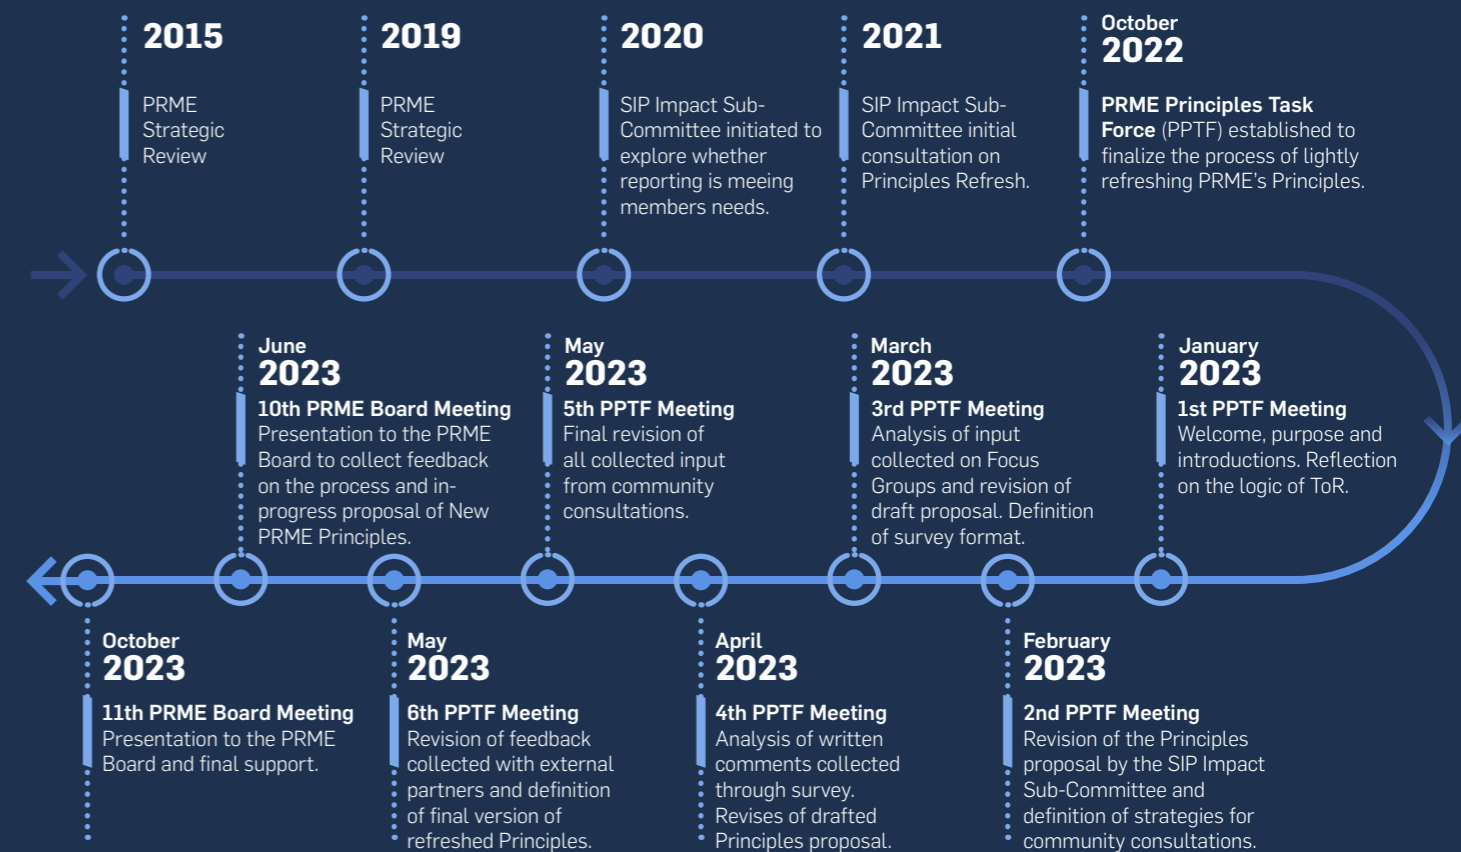 2015
PRME
Strategic
Review
2019
PRME
Strategic
Review
2020
SIP Impact Sub-
Committee initiated to
explore whether
reporting is meeing
members needs.
2021
SIP Impact Sub-
Committee initial
consultation on
Principles Refresh.
October
2022
PRME Principles Task
Force (PPTF) established to
finalize the process of lightly
refreshing PRME's Principles.
January
2023
1st PPTF Meeting
Welcome, purpose and
introductions. Reflection
on the logic of ToR.
February
2023
2nd PPTF Meeting
Revision of the Principles
proposal by the SIP Impact
Sub-Committee and
definition of strategies for
community consultations.
March
2023
3rd PPTF Meeting
Analysis of input
collected on Focus
Groups and revision of
draft proposal. Definition
of survey format.
April
2023
4th PPTF Meeting
Analysis of written
comments collected
through survey.
Revises of drafted
Principles proposal.
May
2023
5th PPTF Meeting
Final revision of
all collected input
from community
consultations.
May
2023
6th PPTF Meeting
Revision of feedback
collected with external
partners and definition
of final version of
refreshed Principles.
June
2023
10th PRME Board Meeting
Presentation to the PRME
Board to collect feedback
on the process and in-
progress proposal of New
PRME Principles.
October
2023
11th PRME Board Meeting
Presentation to the PRME
Board and final support.